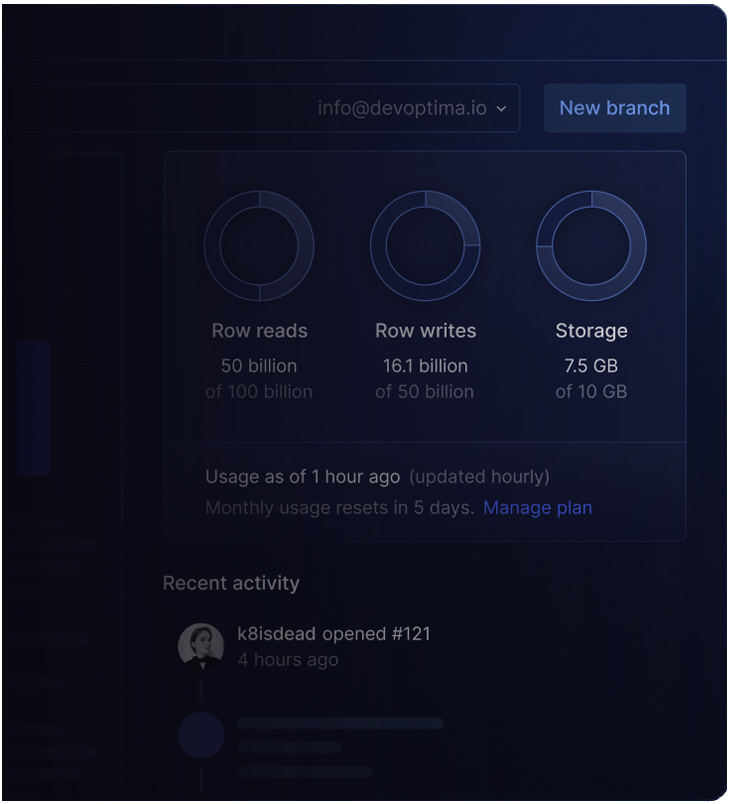 info@devoptima.io
New branch
Row reads
50 billion
of 100 billion
Row writes
16.1 billion
of 50 billion
Storage
7.5 GB
of 10 GB
Usage as of 1 hour ago (updated hourly)
Monthly usage resets in 5 days. Manage plan
Recent activity
k8isdead opened #121
4 hours ago